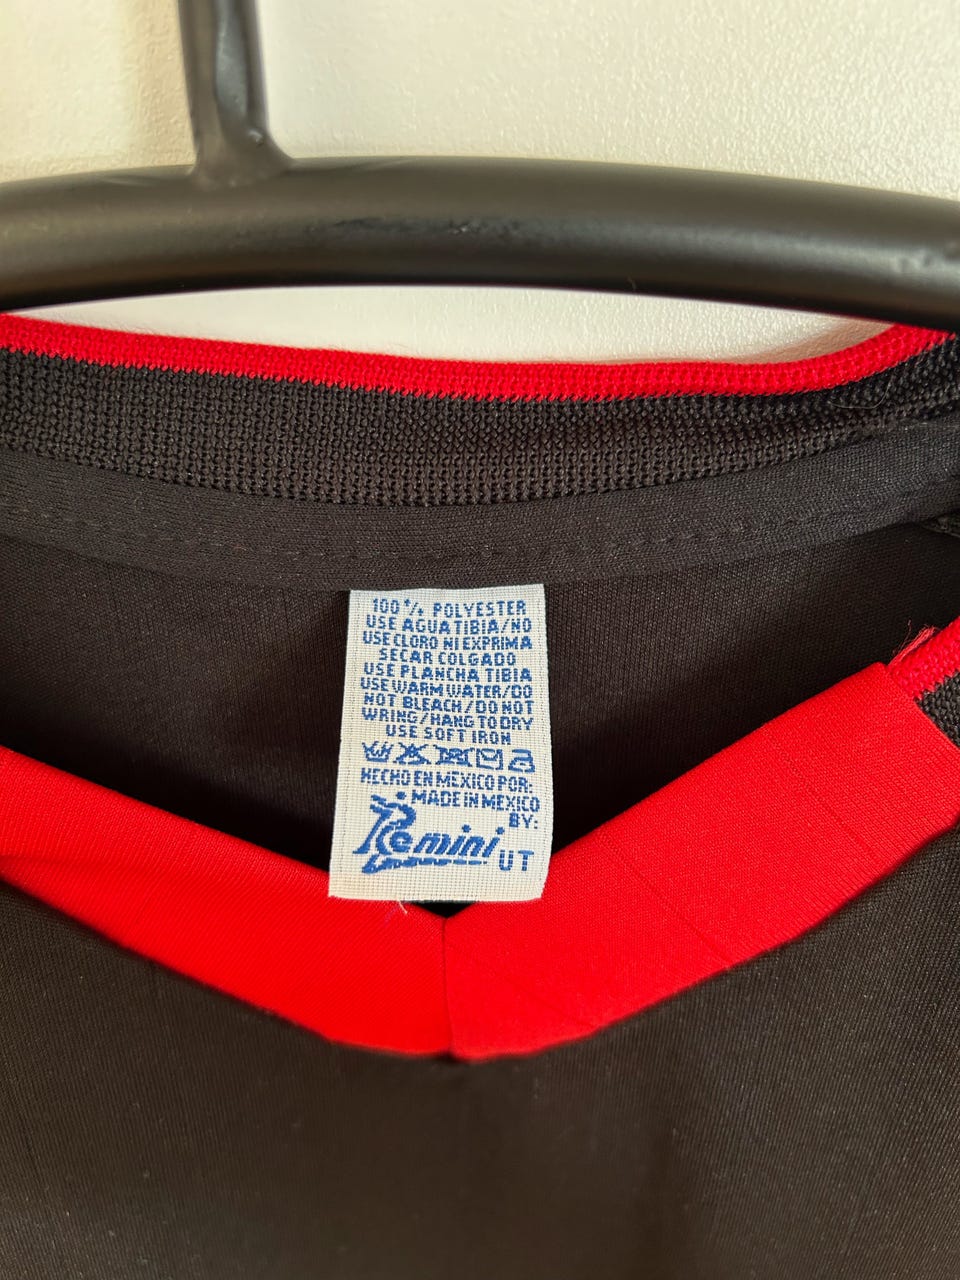 100% POLYESTER
USE AGUA TIBIA/NO
USE CLORO NI EXPRIMA
SECAR COLGADO
USE PLANCHA TIBIA
USE WARM WATER/DO
NOT BLEACH/DO NOT
WRING/HANG TO DRY
USE SOFT IRON
HECHO EN MEXICO POR:
MADE IN MEXICO
BY:
Remini UT